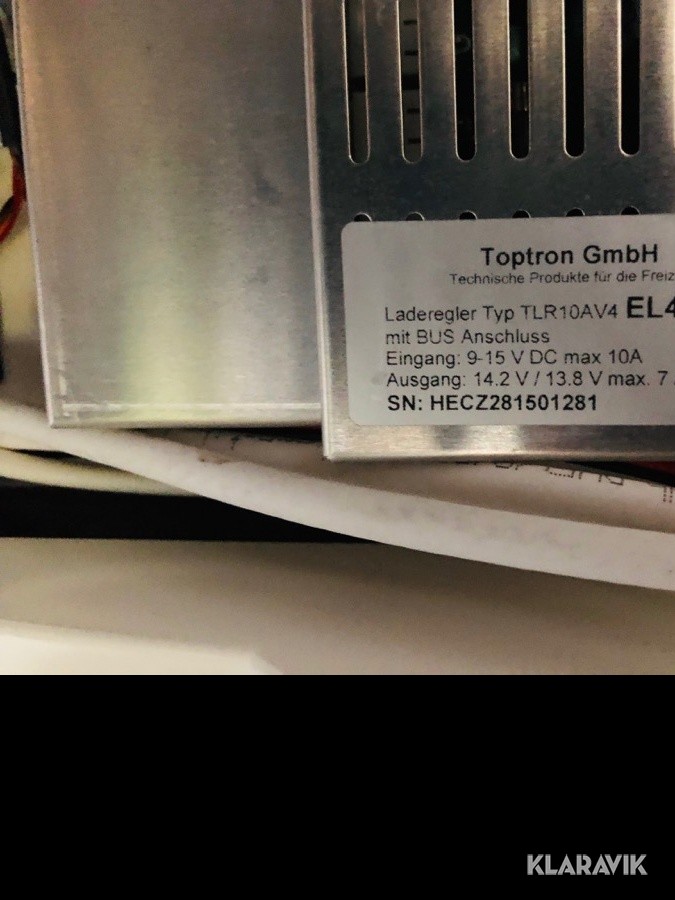 Toptron GmbH
Technische Produkte für die Freiz
Laderegler Typ TLR10AV4 EL4
mit BUS Anschluss
Eingang: 9-15 V DC max 10A
Ausgang: 14.2 V / 13.8 V max. 7
SN: HECZ281501281
KLARAVIK